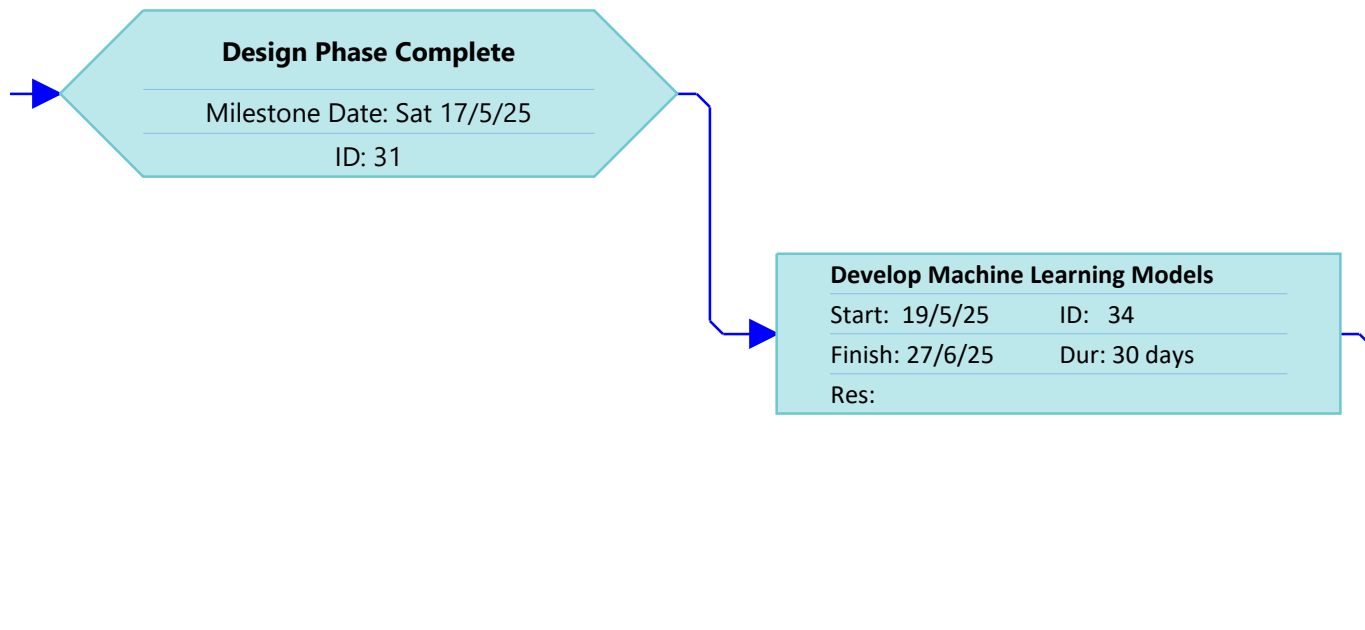 Design Phase Complete
Milestone Date: Sat 17/5/25
ID: 31
Develop Machine Learning Models
Start: 19/5/25 ID: 34
Finish: 27/6/25 Dur: 30 days
Res: